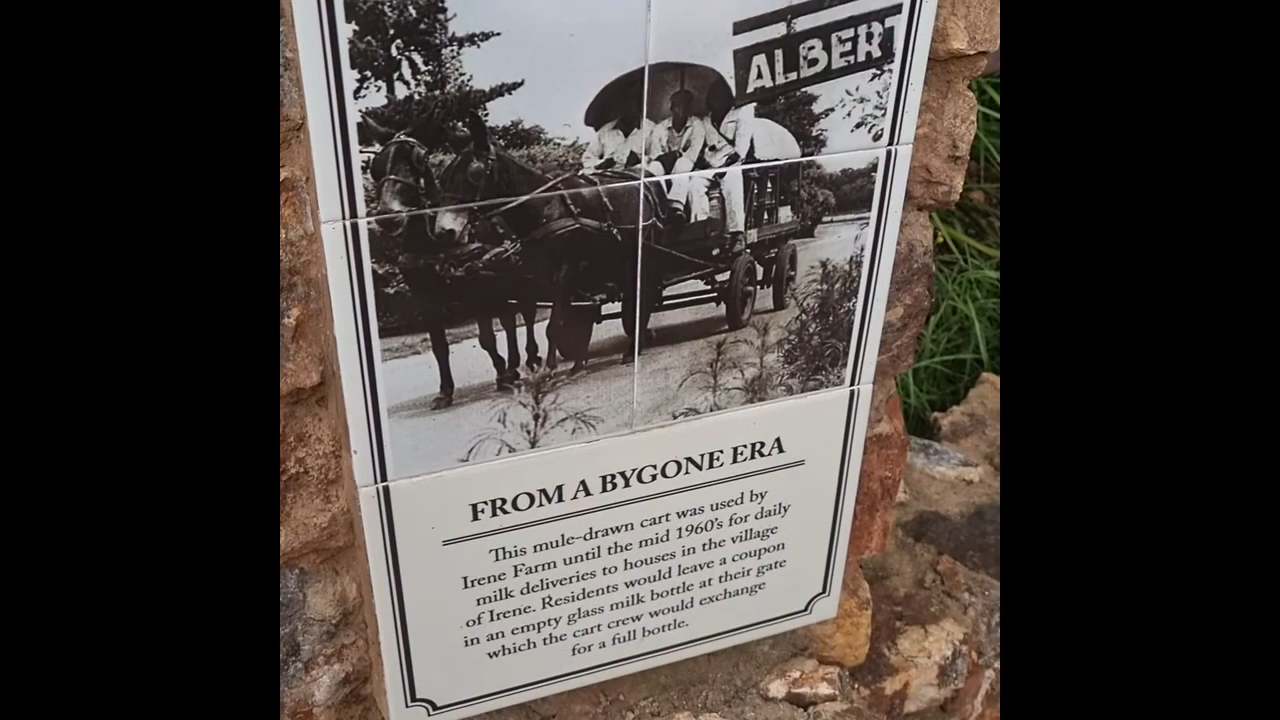 ALBERT
FROM A BYGONE ERA
This mule-drawn cart was used by
Irene Farm until the mid 1960's for daily
milk deliveries to houses in the village
of Irene. Residents would leave a coupon
in an empty glass milk bottle at their gate
which the cart crew would exchange
for a full bottle.